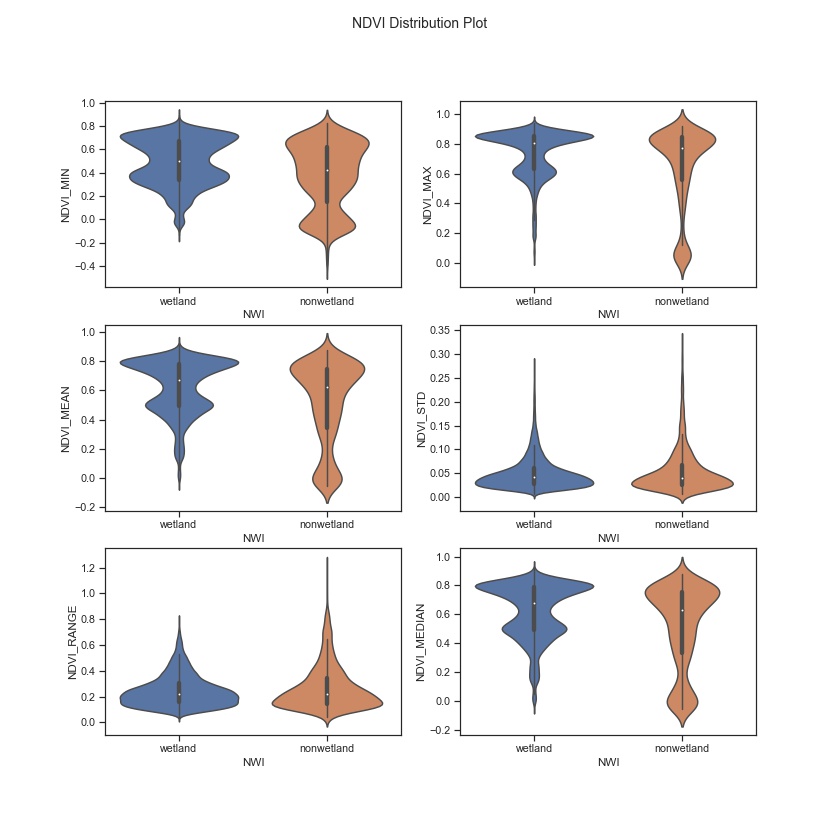 NDVI Distribution Plot
1.0
0.8
0.6
0.4
0.2
0.0
−0.2
−0.4
NDVI_MIN
wetland nonwetland
NWI
0.8
0.6
0.4
0.2
0.0
NDVI_MAX
wetland nonwetland
NWI
1.0
0.8
0.6
0.4
0.2
0.0
−0.2
NDVI_MEAN
wetland nonwetland
NWI
0.35
0.30
0.25
0.20
0.15
0.10
0.05
0.00
NDVI_STD
wetland nonwetland
NWI
1.2
1.0
0.8
0.6
0.4
0.2
0.0
NDVI_RANGE
wetland nonwetland
NWI
1.0
0.8
0.6
0.4
0.2
0.0
−0.2
NDVI_MEDIAN
wetland nonwetland
NWI